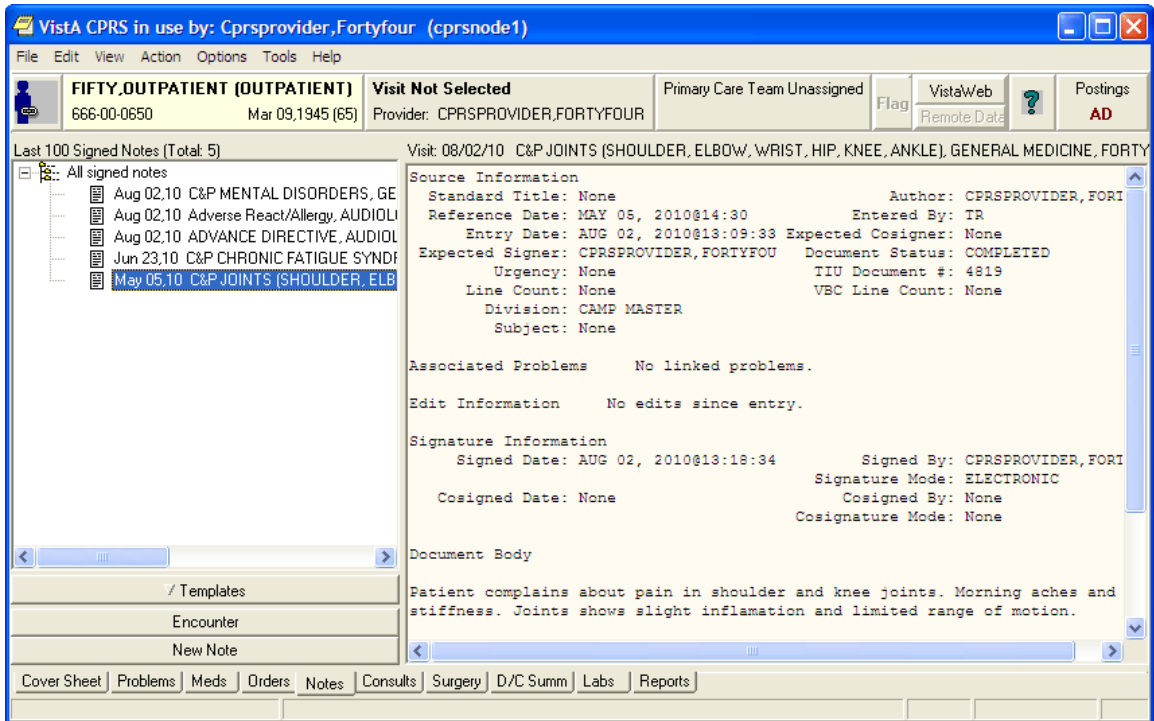 VistA CPRS in use by: Cprsprovider,Fortyfour (cprsnode1)
File Edit View Action Options Tools Help
FIFTY,OUTPATIENT (OUTPATIENT) Visit Not Selected Primary Care Team Unassigned Flag VistaWeb ? Postings
666-00-0650 Mar 09,1945 (65) Provider: CPRSPROVIDER,FORTYFOUR Remote Data AD
Last 100 Signed Notes (Total: 5) Visit: 08/02/10 C&P JOINTS (SHOULDER, ELBOW, WRIST, HIP, KNEE, ANKLE), GENERAL MEDICINE, FORTY
All signed notes
Aug 02,10 C&P MENTAL DISORDERS, GE
Aug 02,10 Adverse React/Allergy, AUDIOL
Aug 02,10 ADVANCE DIRECTIVE, AUDIOL
Jun 23,10 C&P CHRONIC FATIGUE SYNDR
May 05,10 C&P JOINTS (SHOULDER, ELB
Source Information
Standard Title: None Author: CPRSPROVIDER,FORT
Reference Date: MAY 05, 2010@14:30 Entered By: TR
Entry Date: AUG 02, 2010@13:09:33 Expected Cosigner: None
Expected Signer: CPRSPROVIDER,FORTYFOU Document Status: COMPLETED
Urgency: None TIU Document #: 4819
Line Count: None VBC Line Count: None
Division: CAMP MASTER
Subject: None
Associated Problems No linked problems.
Edit Information No edits since entry.
Signature Information
Signed Date: AUG 02, 2010@13:18:34 Signed By: CPRSPROVIDER,FORT
Signature Mode: ELECTRONIC
Cosigned Date: None Cosigned By: None
Cosignature Mode: None
Document Body
Patient complains about pain in shoulder and knee joints. Morning aches and
stiffness. Joints shows slight inflamation and limited range of motion.
Templates
Encounter
New Note
Cover Sheet Problems Meds Orders Notes Consults Surgery D/C Summ Labs Reports